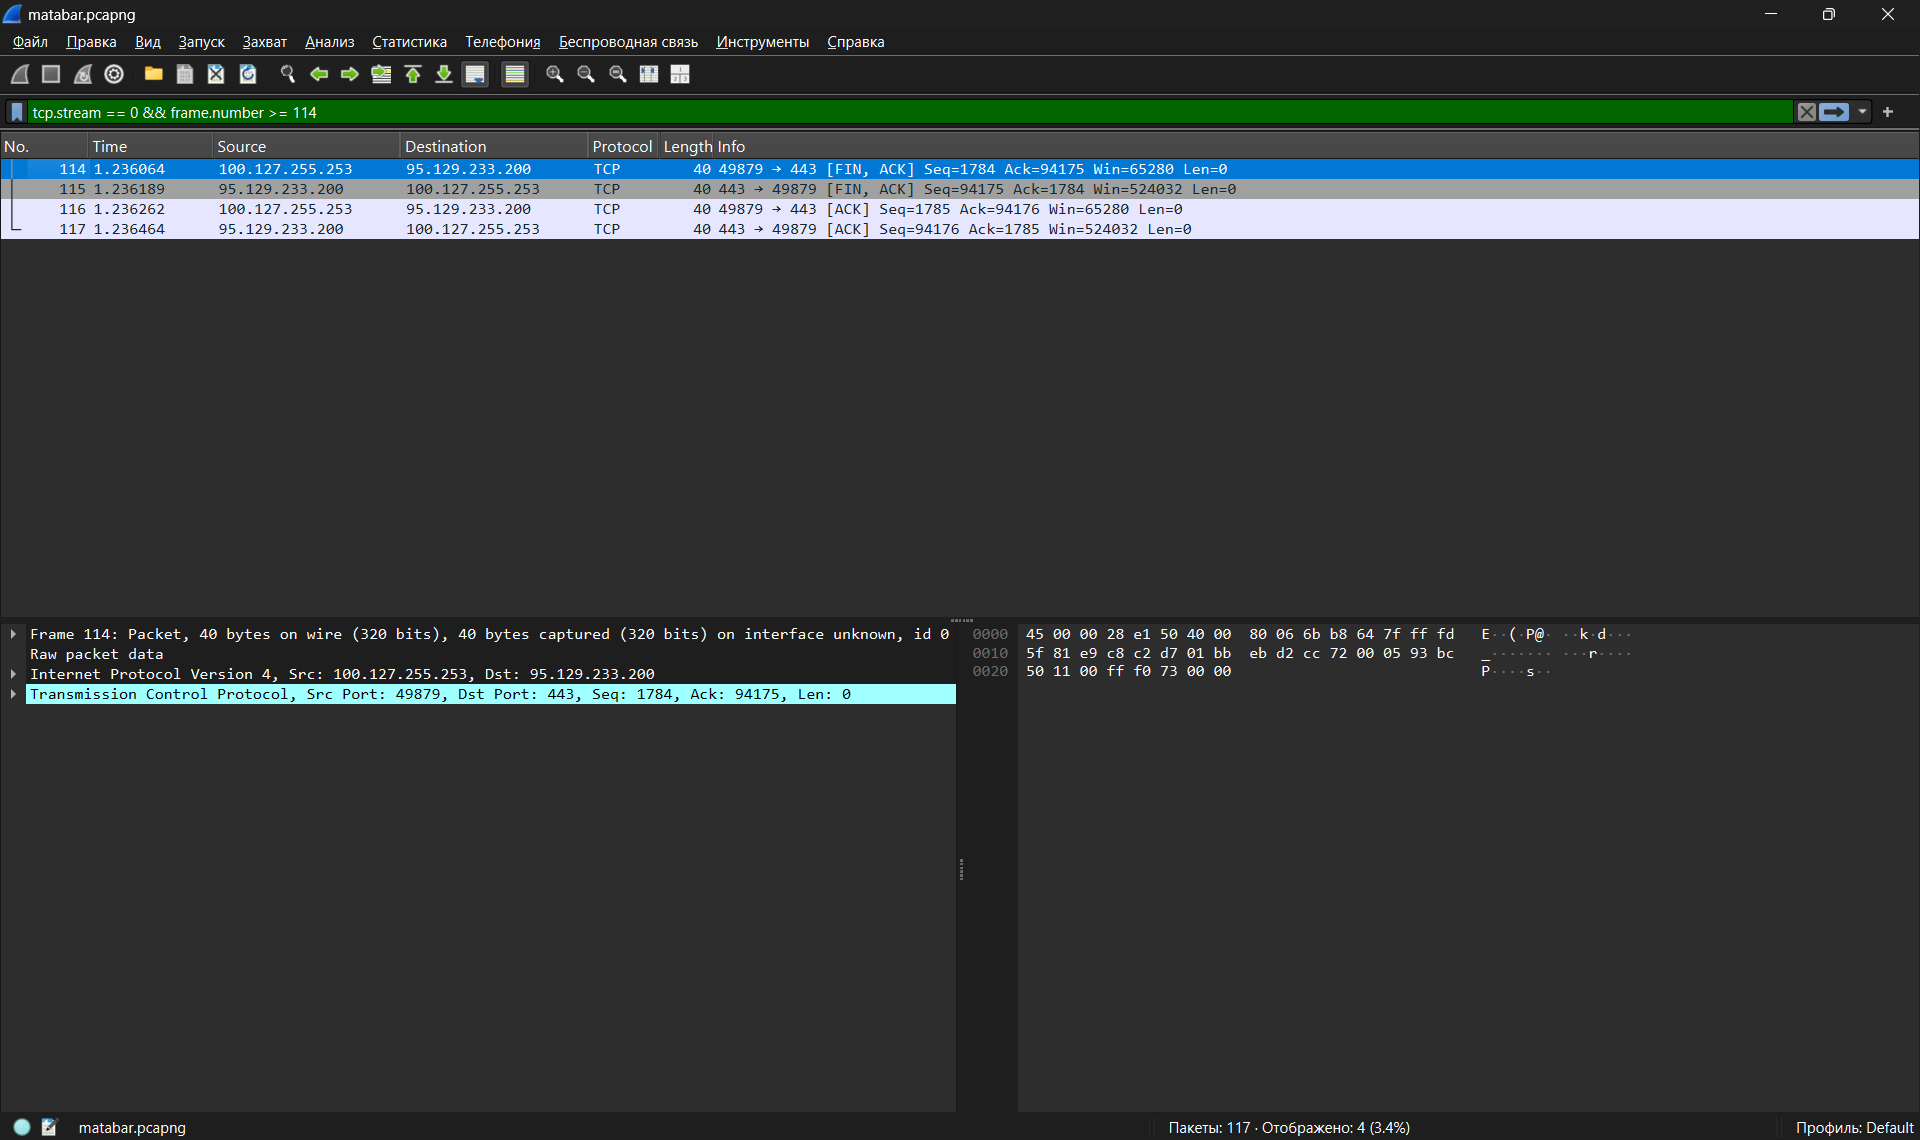 matabar.pcapng
Файл Правка Вид Запуск Захват Анализ Статистика Телефония Беспроводная связь Инструменты Справка
tcp.stream == 0 && frame.number >= 114
No. Time Source Destination Protocol Length Info
114 1.236064 100.127.255.253 95.129.233.200 TCP 40 49879 → 443 [FIN, ACK] Seq=1784 Ack=94175 Win=65280 Len=0
115 1.236189 95.129.233.200 100.127.255.253 TCP 40 443 → 49879 [FIN, ACK] Seq=94175 Ack=1784 Win=524032 Len=0
116 1.236262 100.127.255.253 95.129.233.200 TCP 40 49879 → 443 [ACK] Seq=1785 Ack=94176 Win=65280 Len=0
117 1.236464 95.129.233.200 100.127.255.253 TCP 40 443 → 49879 [ACK] Seq=94176 Ack=1785 Win=524032 Len=0
Frame 114: Packet, 40 bytes on wire (320 bits), 40 bytes captured (320 bits) on interface unknown, id 0
Raw packet data
Internet Protocol Version 4, Src: 100.127.255.253, Dst: 95.129.233.200
Transmission Control Protocol, Src Port: 49879, Dst Port: 443, Seq: 1784, Ack: 94175, Len: 0
0000 45 00 00 28 e1 50 40 00 80 06 6b b8 64 7f ff fd E··(·P@· ··k·d···
0010 5f 81 e9 c8 c2 d7 01 bb eb d2 cc 72 00 05 93 bc _······· ···r····
0020 50 11 00 ff f0 73 00 00 P····s··
matabar.pcapng
Пакеты: 117 · Отображено: 4 (3.4%)
Профиль: Default